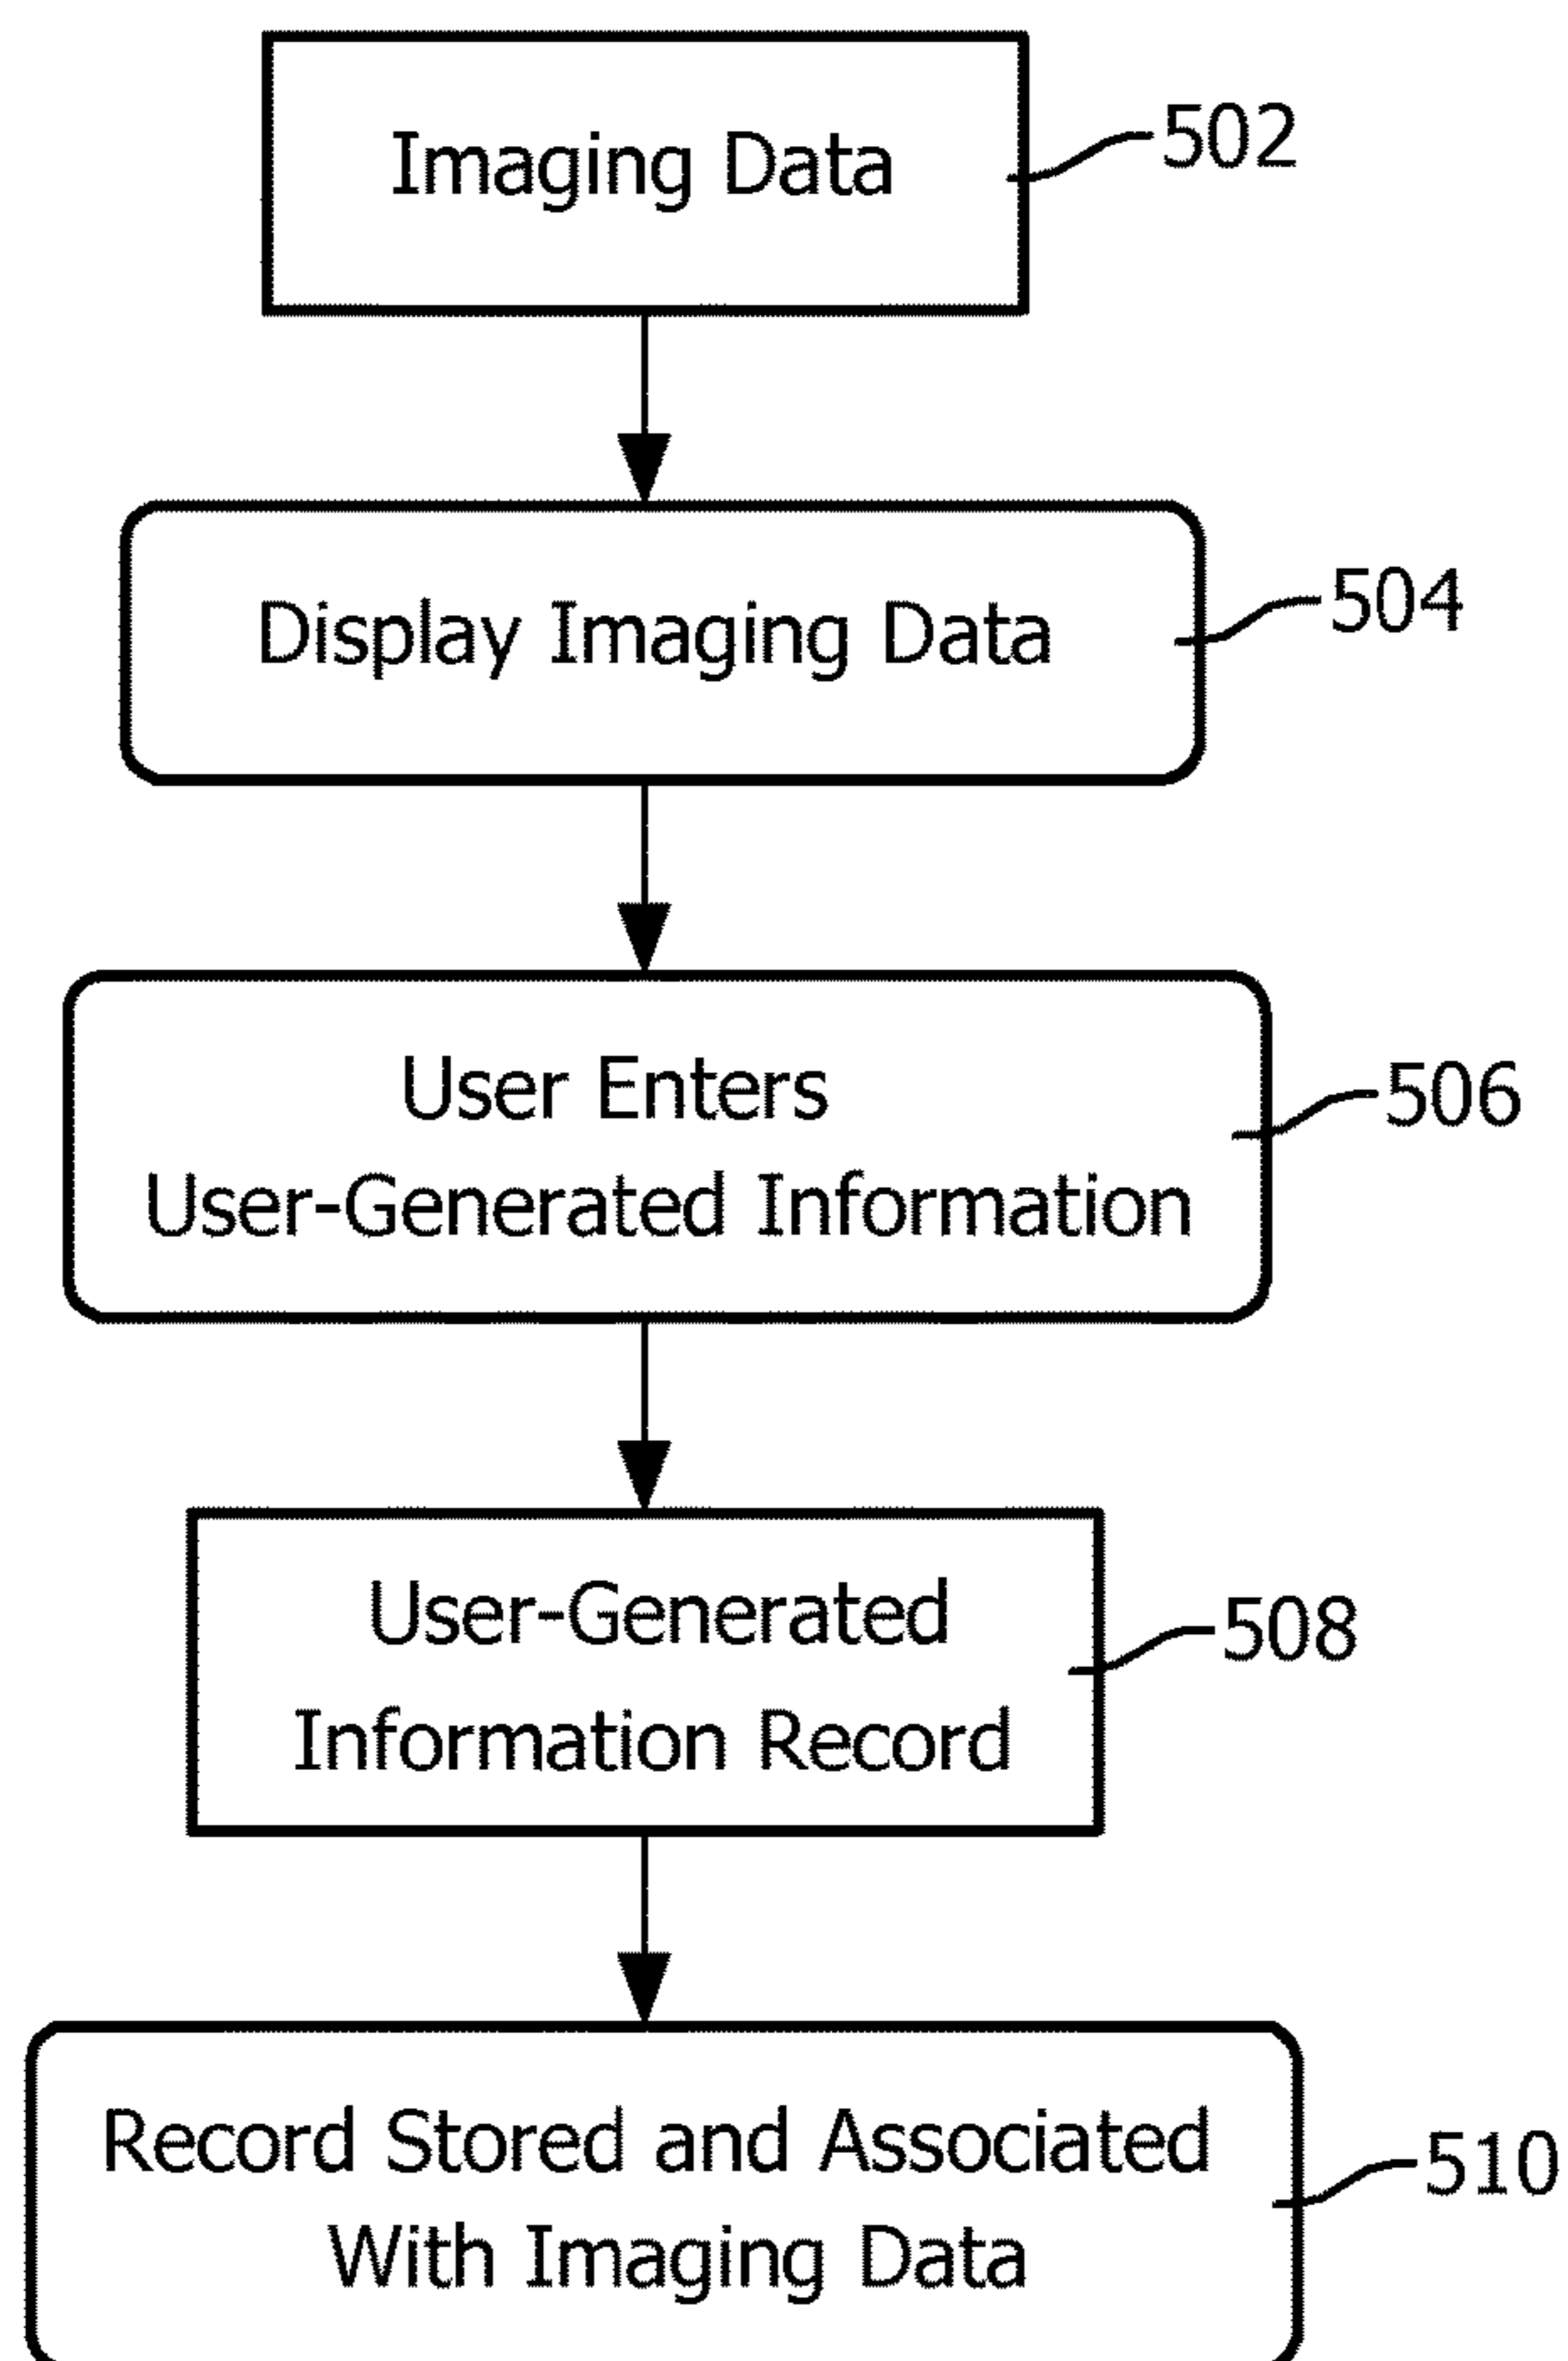 Imaging Data
502
Display Imaging Data
504
User Enters
User-Generated Information
506
User-Generated
Information Record
508
Record Stored and Associated
With Imaging Data
510